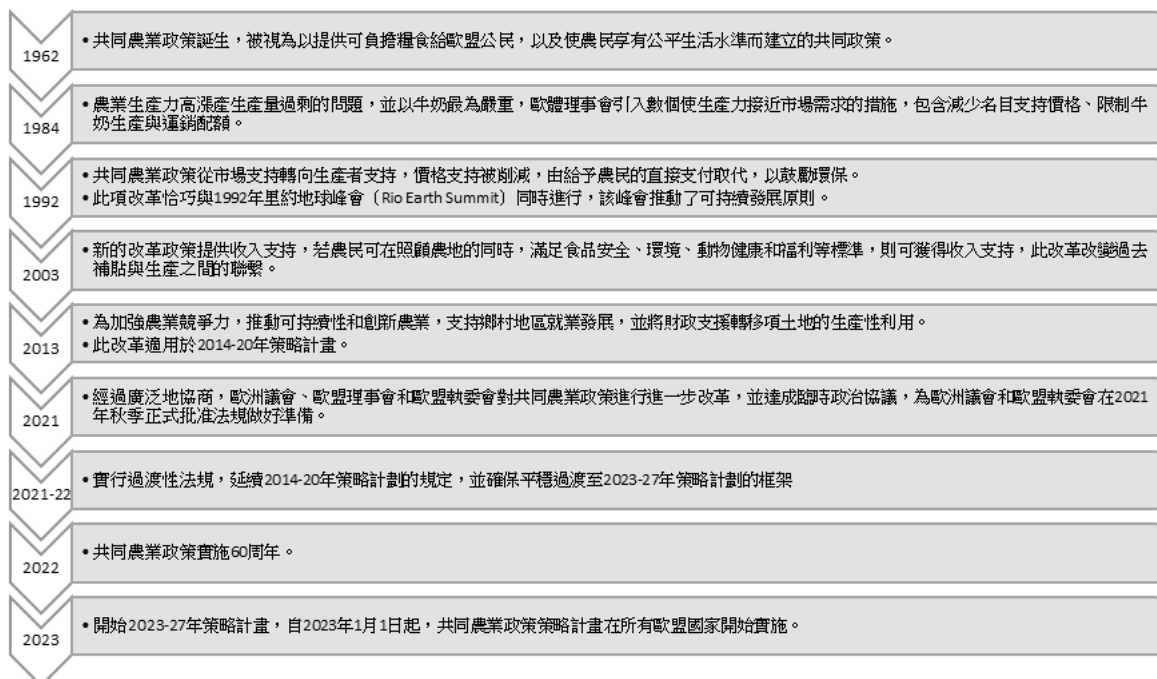 1962
•共同農業政策誕生，被視為以提供可負擔糧食給歐盟公民，以及使農民享有公平生活水準而建立的共同政策。
1984
•農業生產力高漲產生產量過剩的問題，並以牛奶最為嚴重，歐體理事會引入數個使生產力接近市場需求的措施，包含減少名目支持價格、限制牛
奶生產與運銷配額。
1992
•共同農業政策從市場支持轉向生產者支持，價格支持被削減，由給予農民的直接支付取代，以鼓勵環保。
•此項改革恰巧與1992年里約地球峰會（Rio Earth Summit）同時進行，該峰會推動了可持續發展原則。
2003
•新的改革政策提供收入支持，若農民可在照顧農地的同時，滿足食品安全、環境、動物健康和福利等標準，則可獲得收入支持，此改革改變過去
補貼與生產之間的聯繫。
2013
•為加強農業競爭力，推動可持續性和創新農業，支持鄉村地區就業發展，並將財政支援轉移項土地的生產性利用。
•此改革適用於2014-20年策略計畫。
2021
•經過廣泛地協商，歐洲議會、歐盟理事會和歐盟執委會對共同農業政策進行進一步改革，並達成臨時政治協議，為歐洲議會和歐盟執委會在2021
年秋季正式批准法規做好準備。
2021-22
•實行過渡性法規，延續2014-20年策略計劃的規定，並確保平穩過渡至2023-27年策略計劃的框架
2022
•共同農業政策實施60周年。
2023
•開始2023-27年策略計畫，自2023年1月1日起，共同農業政策策略計畫在所有歐盟國家開始實施。